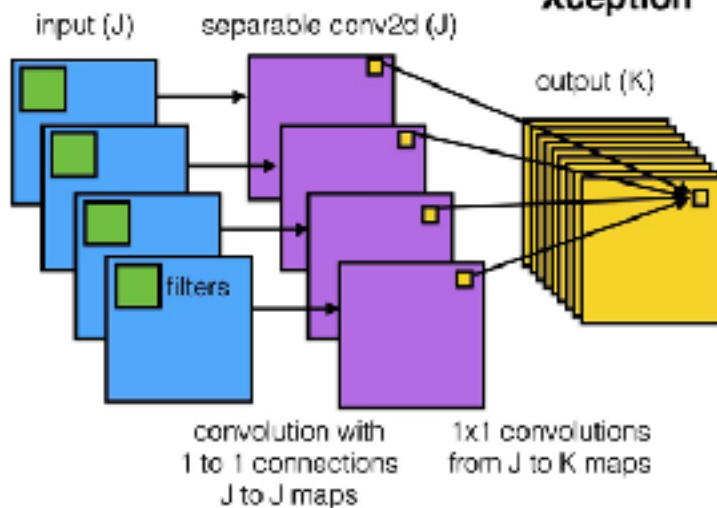 Xception
input (J)
separable conv2d (J)
output (K)
filters
convolution with
1 to 1 connections
J to J maps
1x1 convolutions
from J to K maps